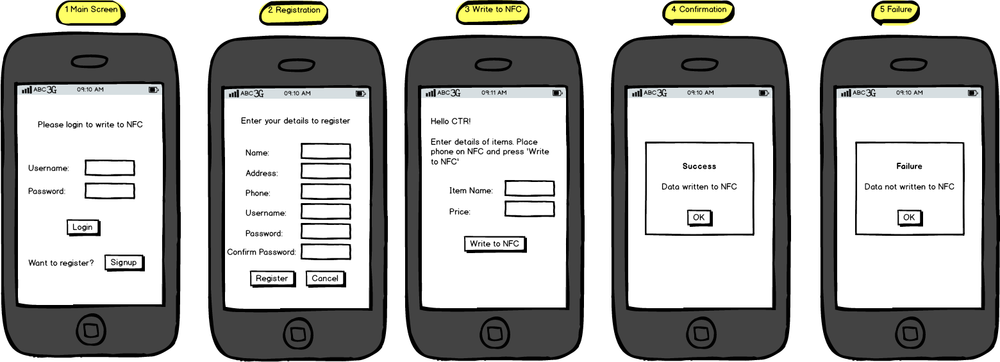 1 Main Screen
ABC 3G 09:10 AM
Please login to write to NFC
Username:
Password:
Login
Want to register? Signup
2 Registration
ABC 3G 09:10 AM
Enter your details to register
Name:
Address:
Phone:
Username:
Password:
Confirm Password:
Register Cancel
3 Write to NFC
ABC 3G 09:11 AM
Hello CTR!
Enter details of items. Place
phone on NFC and press 'Write
to NFC'
Item Name:
Price:
Write to NFC
4 Confirmation
ABC 3G 09:10 AM
Success
Data written to NFC
OK
5 Failure
ABC 3G 09:10 AM
Failure
Data not written to NFC
OK